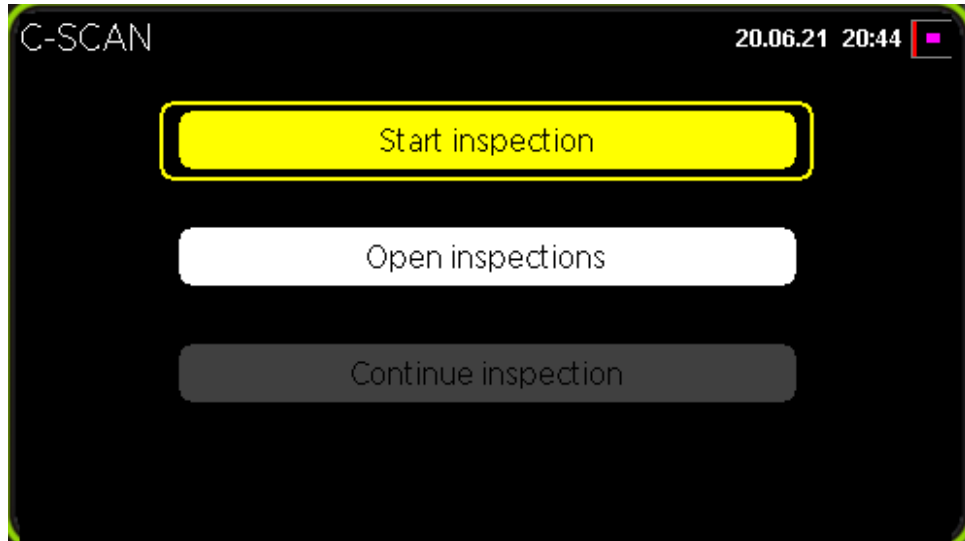 C-SCAN 20.06.21 20:44
Start inspection
Open inspections
Continue inspection